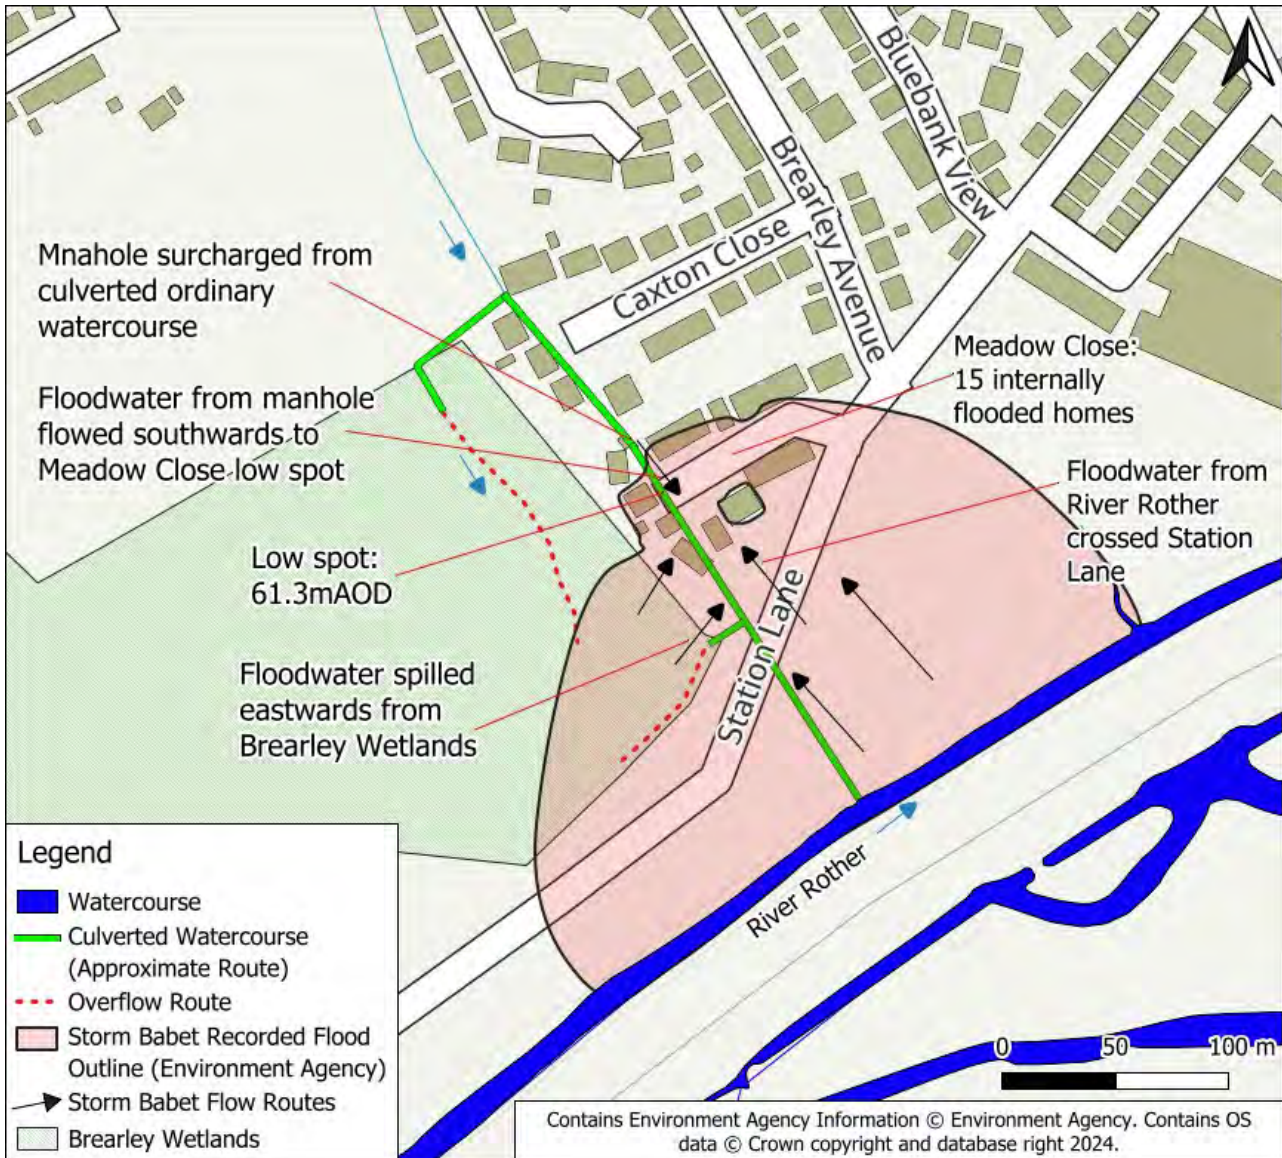 Bluebank View
Brearley Avenue
Caxton Close
Mnahole surcharged from
culverted ordinary
watercourse
Meadow Close:
15 internally
flooded homes
Floodwater from manhole
flowed southwards to
Meadow Close low spot
Floodwater from
River Rother
crossed Station
Lane
Low spot:
61.3mAOD
Station Lane
Floodwater spilled
eastwards from
Brearley Wetlands
River Rother
Legend
Watercourse
Culverted Watercourse
(Approximate Route)
Overflow Route
Storm Babet Recorded Flood
Outline (Environment Agency)
Storm Babet Flow Routes
Brearley Wetlands
0 50 100 m
Contains Environment Agency Information © Environment Agency. Contains OS
data © Crown copyright and database right 2024.